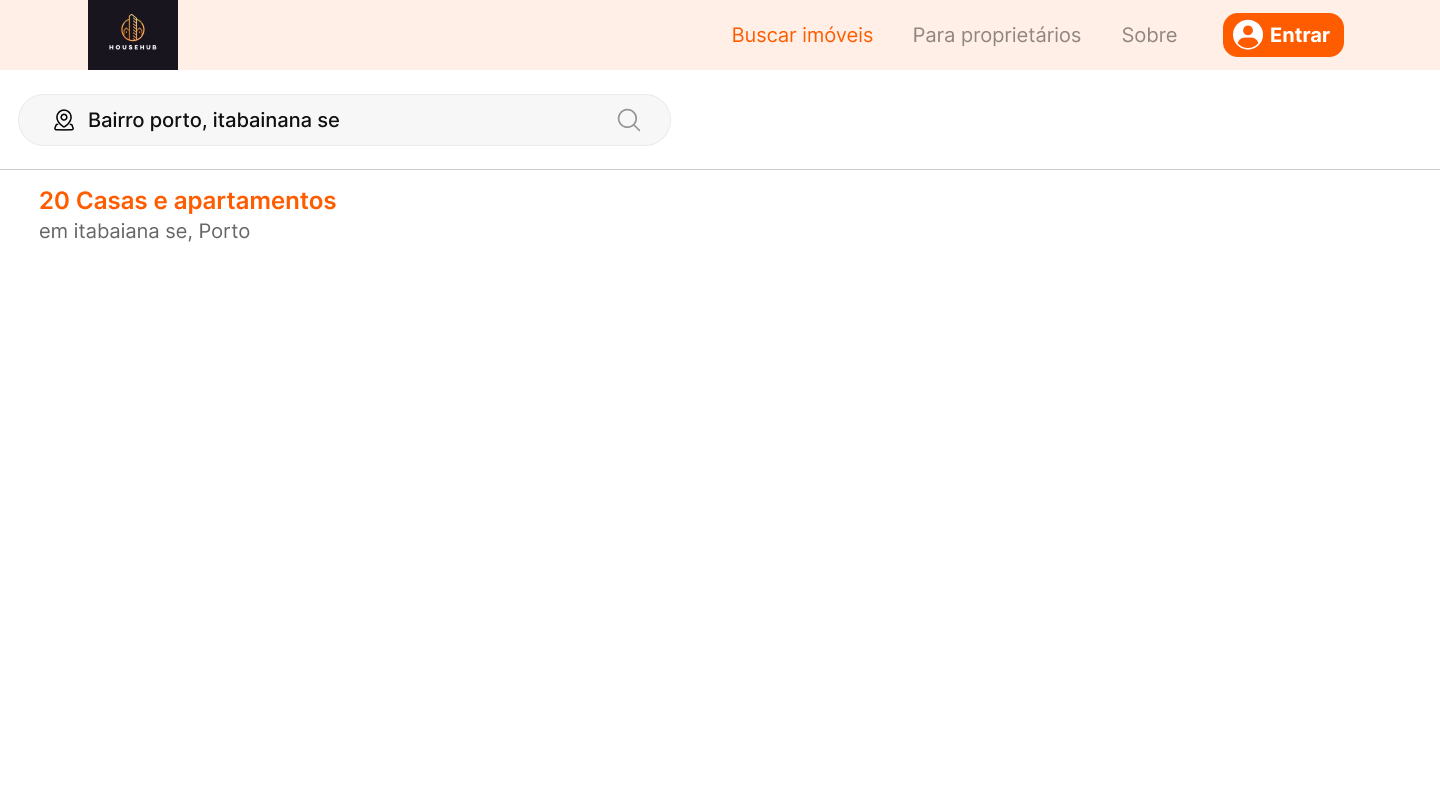 HOUSEHUB
Buscar imóveis
Para proprietários
Sobre
Entrar
Bairro porto, itabainana se
20 Casas e apartamentos
em itabaiana se, Porto